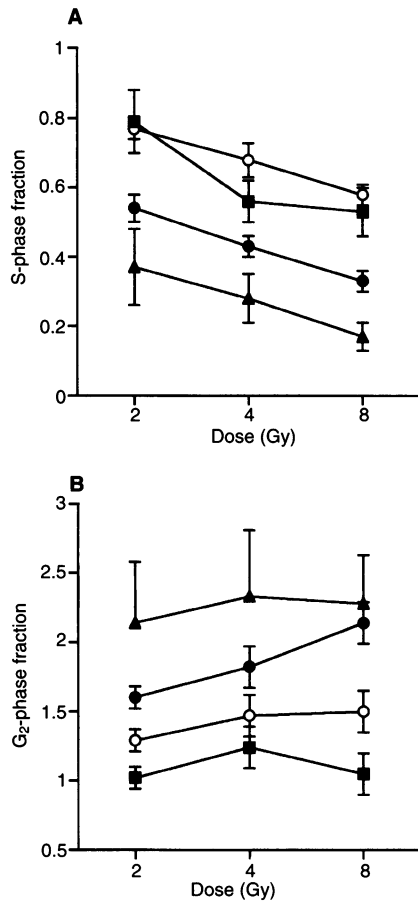 A
1
0.8
0.6
0.4
0.2
0
S-phase fraction
2 4 8
Dose (Gy)
B
3
2.5
2
1.5
1
0.5
G₂-phase fraction
2 4 8
Dose (Gy)